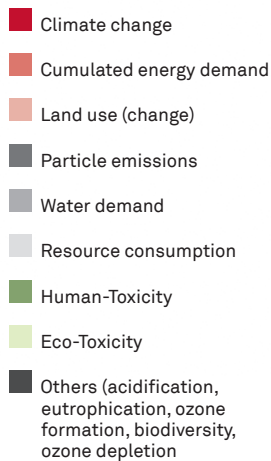 Climate change
Cumulated energy demand
Land use (change)
Particle emissions
Water demand
Resource consumption
Human-Toxicity
Eco-Toxicity
Others (acidification,
eutrophication, ozone
formation, biodiversity,
ozone depletion